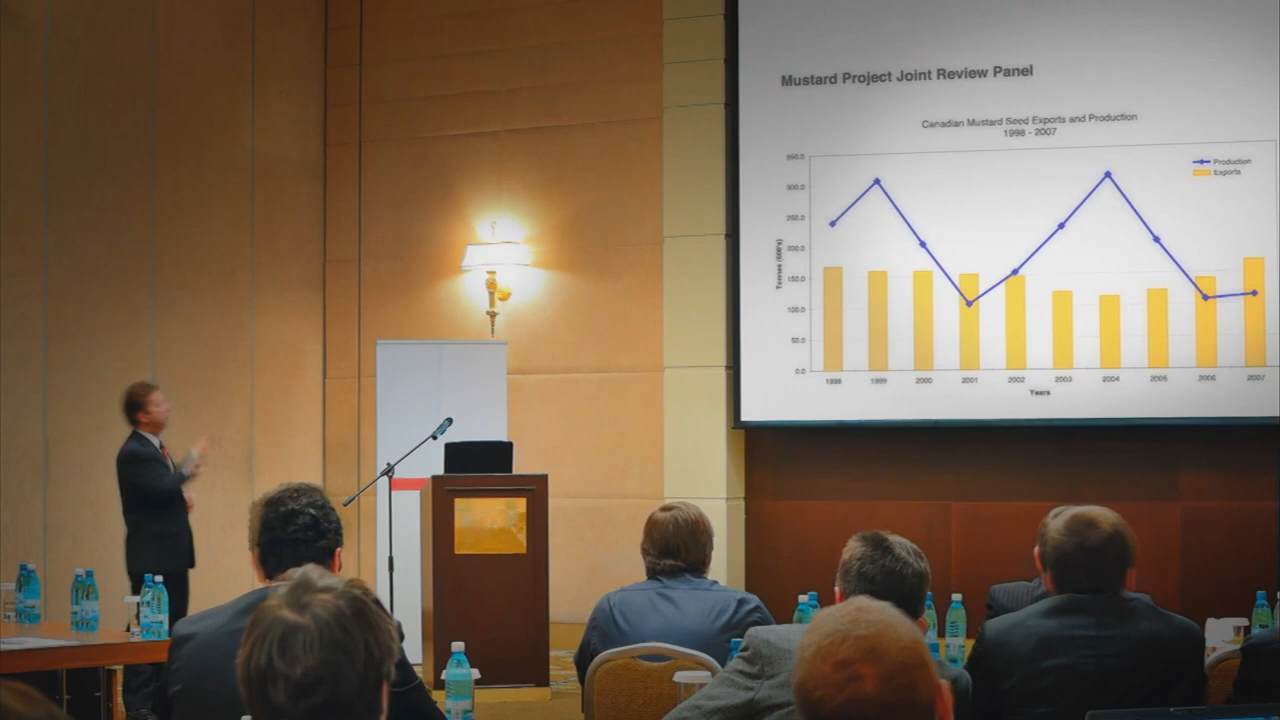 Mustard Project Joint Review Panel
Canadian Mustard Seed Exports and Production
1998 - 2007
Production
Exports
350.0
300.0
250.0
200.0
150.0
100.0
50.0
0.0
Tonnes (000's)
1998 1999 2000 2001 2002 2003 2004 2005 2006 2007
Years